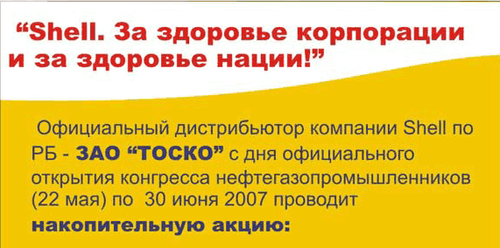 “Shell. За здоровье корпорации
и за здоровье нации!”
Официальный дистрибьютор компании Shell по
РБ - ЗАО “ТОСКО” с дня официального
открытия конгресса нефтегазопромышленников
(22 мая) по 30 июня 2007 проводит
накопительную акцию: